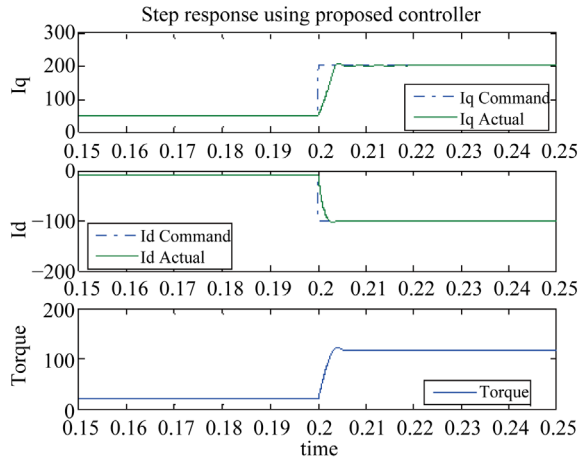 Step response using proposed controller
300
200
100
0
Iq
Iq Command
Iq Actual
0.15 0.16 0.17 0.18 0.19 0.2 0.21 0.22 0.23 0.24 0.25
0
−100
−200
Id
Id Command
Id Actual
0.15 0.16 0.17 0.18 0.19 0.2 0.21 0.22 0.23 0.24 0.25
200
100
0
Torque
Torque
0.15 0.16 0.17 0.18 0.19 0.2 0.21 0.22 0.23 0.24 0.25
time